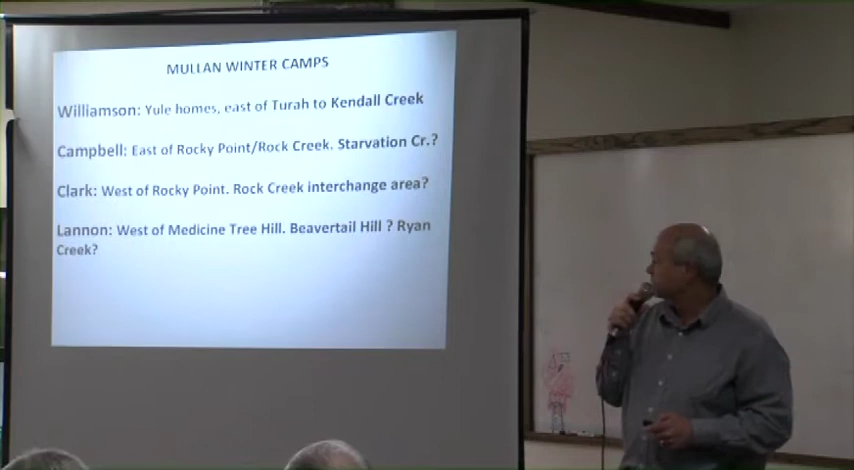 MULLAN WINTER CAMPS
Williamson: Yule homes, east of Turah to Kendall Creek
Campbell: East of Rocky Point/Rock Creek. Starvation Cr.?
Clark: West of Rocky Point. Rock Creek interchange area?
Lannon: West of Medicine Tree Hill. Beavertail Hill ? Ryan
Creek?